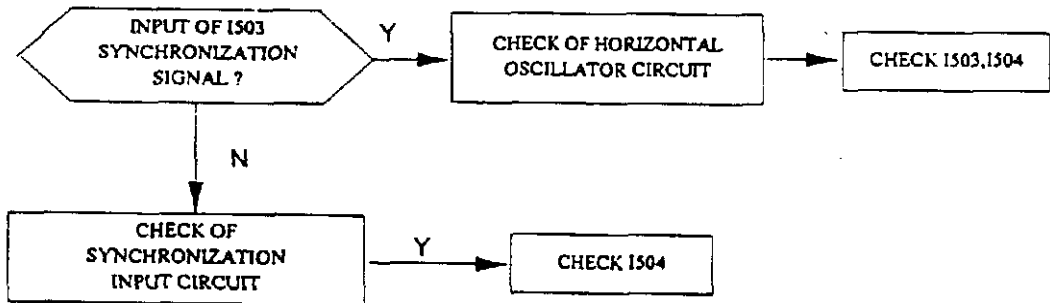 INPUT OF I503
SYNCHRONIZATION
SIGNAL ?
Y
CHECK OF HORIZONTAL
OSCILLATOR CIRCUIT
CHECK I503,I504
N
CHECK OF
SYNCHRONIZATION
INPUT CIRCUIT
Y
CHECK I504